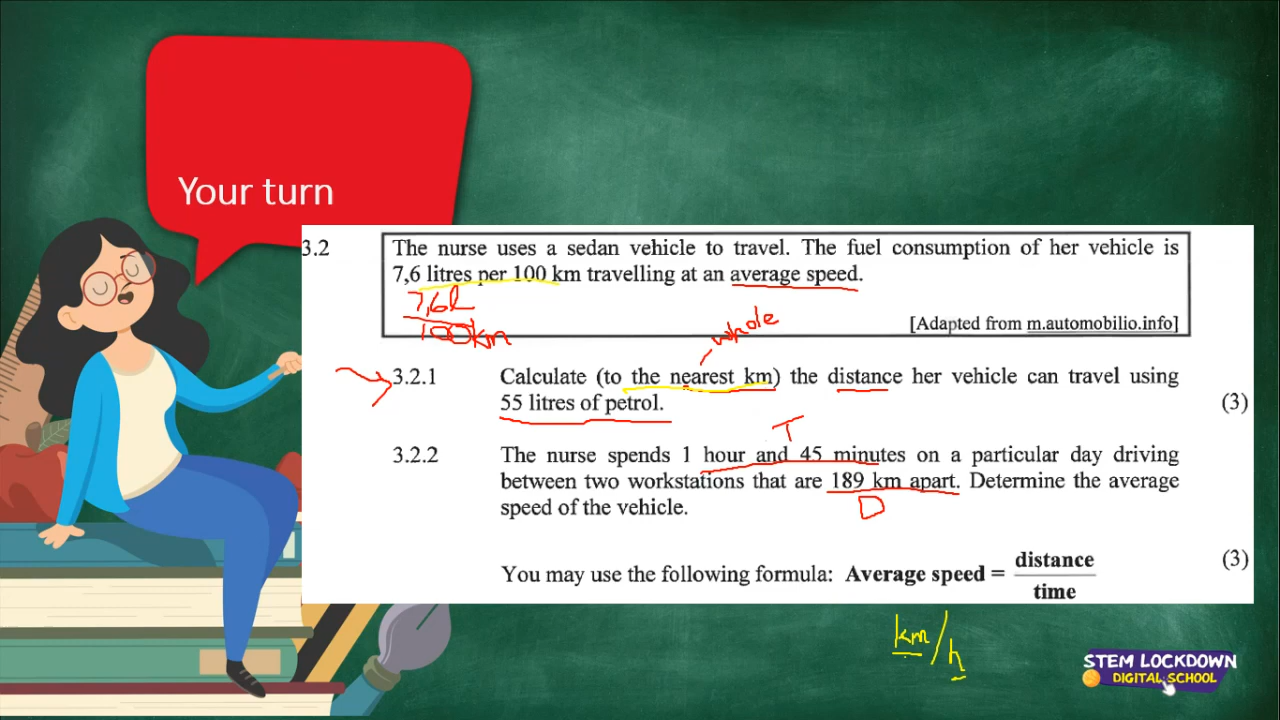 Your turn
3.2
The nurse uses a sedan vehicle to travel. The fuel consumption of her vehicle is
7,6 litres per 100 km travelling at an average speed.
7,6l
100km
[Adapted from m.automobilio.info]
whole
3.2.1 Calculate (to the nearest km) the distance her vehicle can travel using
55 litres of petrol. (3)
T
3.2.2 The nurse spends 1 hour and 45 minutes on a particular day driving
between two workstations that are 189 km apart. Determine the average
speed of the vehicle.
D
You may use the following formula: Average speed = distance
time
(3)
km/h
STEM LOCKDOWN
DIGITAL SCHOOL